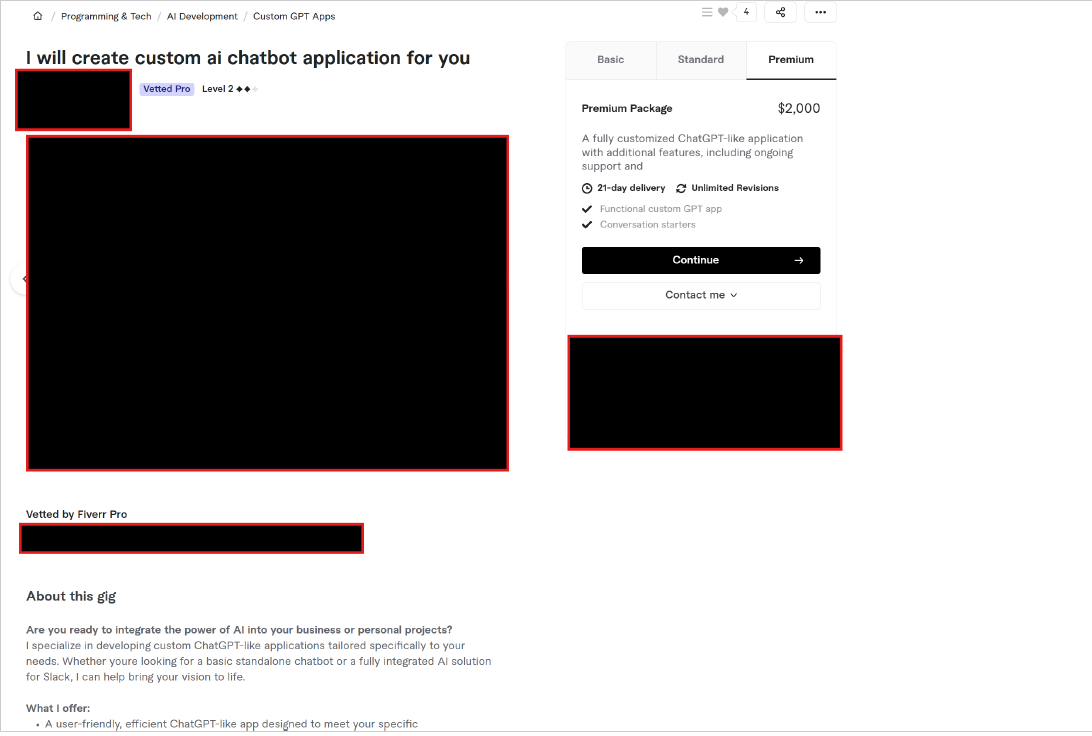 Programming & Tech / AI Development / Custom GPT Apps
4
I will create custom ai chatbot application for you
Vetted Pro Level 2
Basic Standard Premium
Premium Package $2,000
A fully customized ChatGPT-like application
with additional features, including ongoing
support and
21-day delivery Unlimited Revisions
Functional custom GPT app
Conversation starters
Continue
Contact me
Vetted by Fiverr Pro
About this gig
Are you ready to integrate the power of AI into your business or personal projects?
I specialize in developing custom ChatGPT-like applications tailored specifically to your
needs. Whether youre looking for a basic standalone chatbot or a fully integrated AI solution
for Slack, I can help bring your vision to life.
What I offer:
• A user-friendly, efficient ChatGPT-like app designed to meet your specific